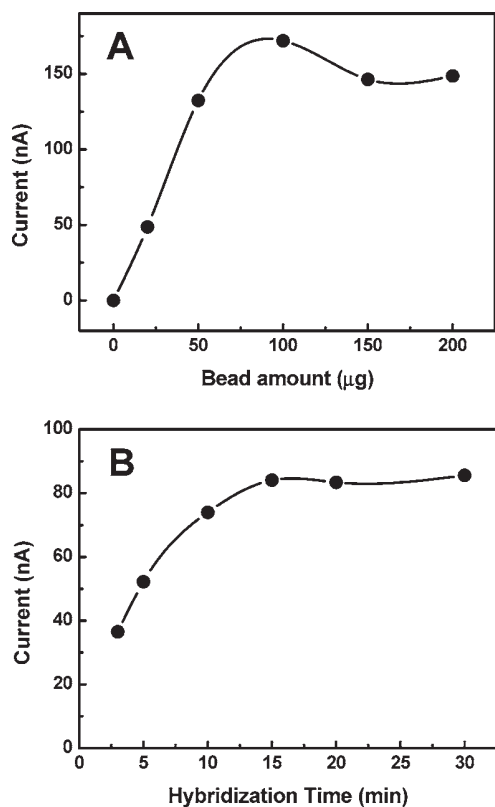 A
150
100
50
0
Current (nA)
0 50 100 150 200
Bead amount (μg)
B
100
80
60
40
20
0
Current (nA)
0 5 10 15 20 25 30
Hybridization Time (min)